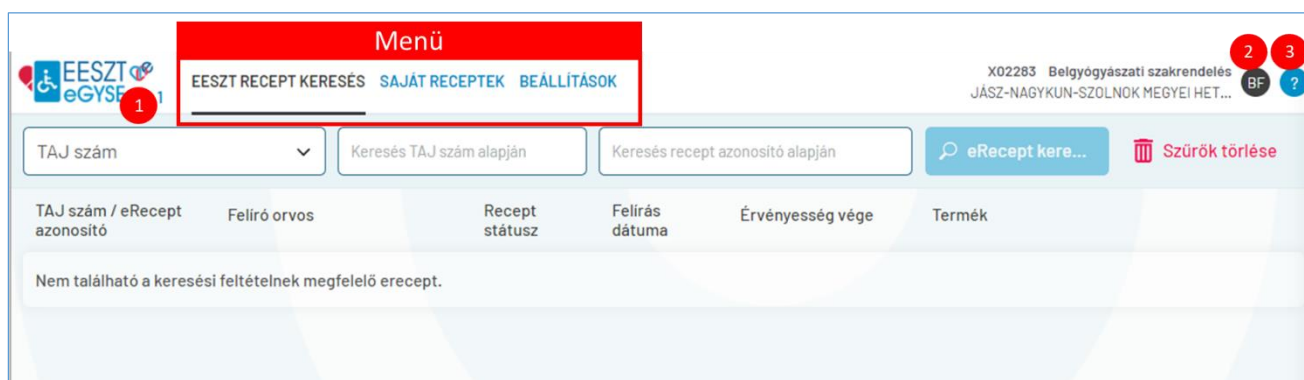 Menü
2 3
EESZT
eGYSE 1 1
EESZT RECEPT KERESÉS SAJÁT RECEPTEK BEÁLLÍTÁSOK
X02283 Belgyógyászati szakrendelés
JÁSZ-NAGYKUN-SZOLNOK MEGYEI HET...
BF ?
TAJ szám
Keresés TAJ szám alapján
Keresés recept azonosító alapján
eRecept kere...
Szűrők törlése
TAJ szám / eRecept
azonosító
Felíró orvos
Recept
státusz
Felírás
dátuma
Érvényesség vége
Termék
Nem található a keresési feltételnek megfelelő erecept.